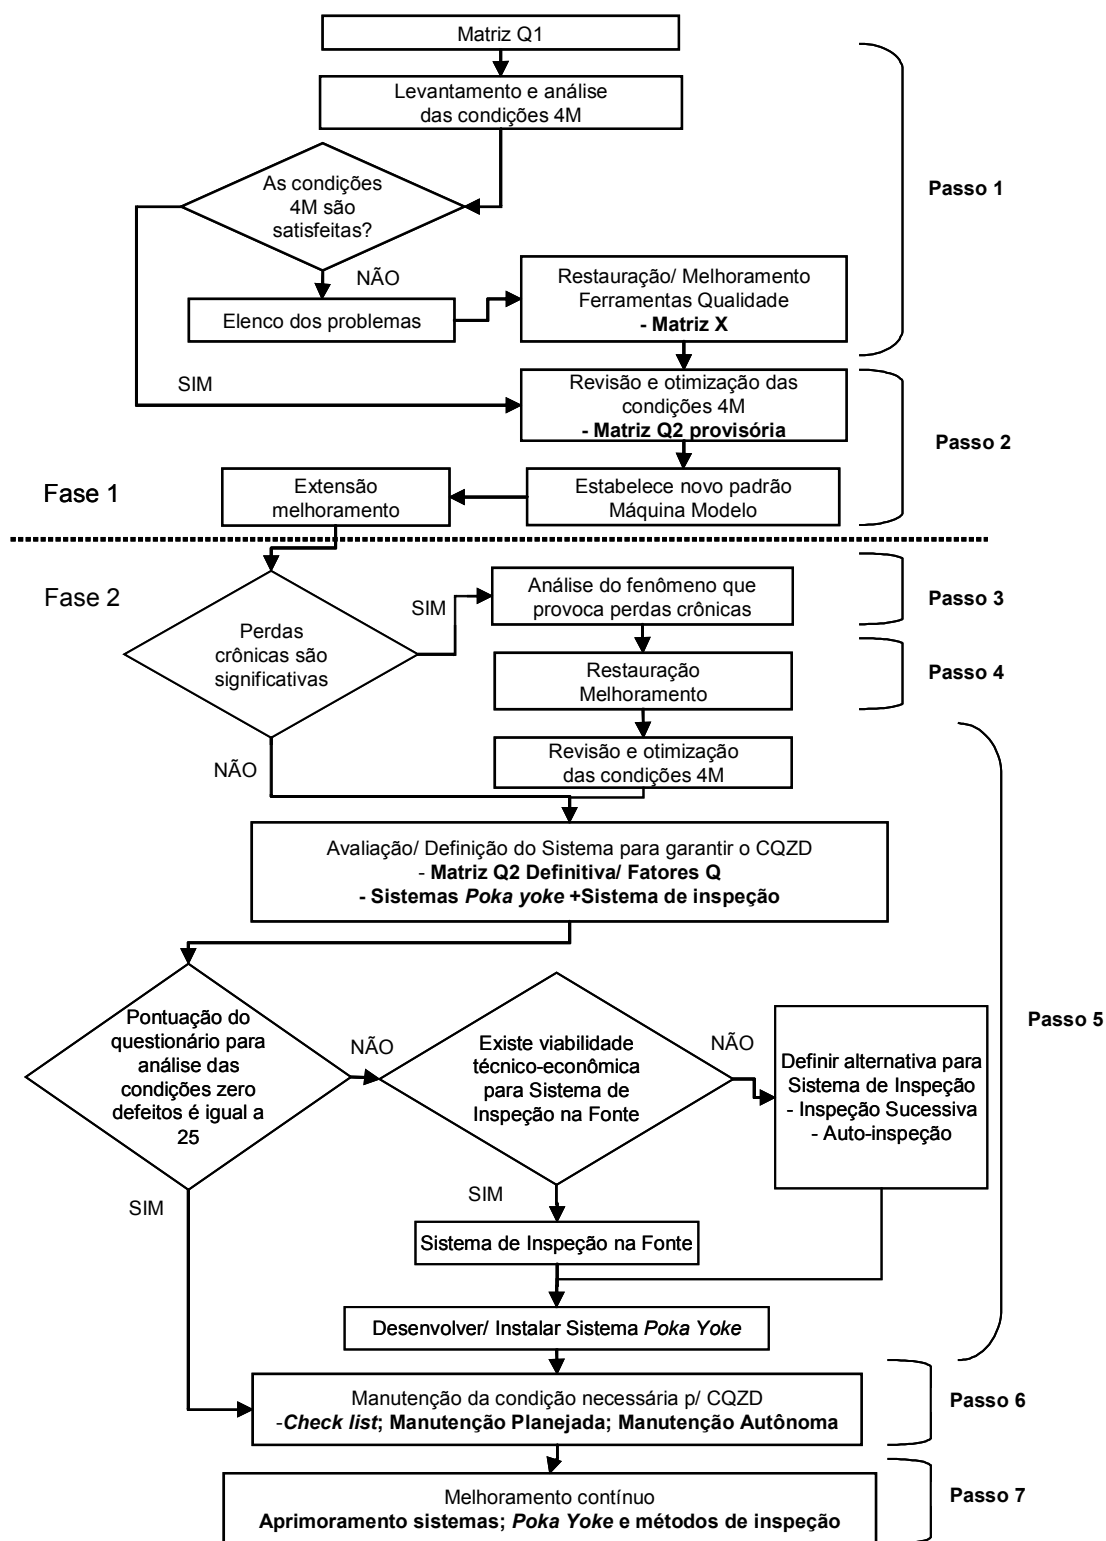 Matriz Q1
Levantamento e análise
das condições 4M
As condições
4M são
satisfeitas?
Passo 1
NÃO
Restauração/ Melhoramento
Ferramentas Qualidade
- Matriz X
Elenco dos problemas
SIM
Revisão e otimização das
condições 4M
- Matriz Q2 provisória
Passo 2
Fase 1
Extensão
melhoramento
Estabelece novo padrão
Máquina Modelo
Fase 2
SIM
Análise do fenômeno que
provoca perdas crônicas
Passo 3
Perdas
crônicas são
significativas
Restauração
Melhoramento
Passo 4
NÃO
Revisão e otimização
das condições 4M
Avaliação/ Definição do Sistema para garantir o CQZD
- Matriz Q2 Definitiva/ Fatores Q
- Sistemas Poka yoke +Sistema de inspeção
Pontuação do
questionário para
análise das
condições zero
defeitos é igual a
25
NÃO
Existe viabilidade
técnico-econômica
para Sistema de
Inspeção na Fonte
NÃO
Definir alternativa para
Sistema de Inspeção
- Inspeção Sucessiva
- Auto-inspeção
Passo 5
SIM
SIM
Sistema de Inspeção na Fonte
Desenvolver/ Instalar Sistema Poka Yoke
Manutenção da condição necessária p/ CQZD
-Check list; Manutenção Planejada; Manutenção Autônoma
Passo 6
Melhoramento contínuo
Aprimoramento sistemas; Poka Yoke e métodos de inspeção
Passo 7